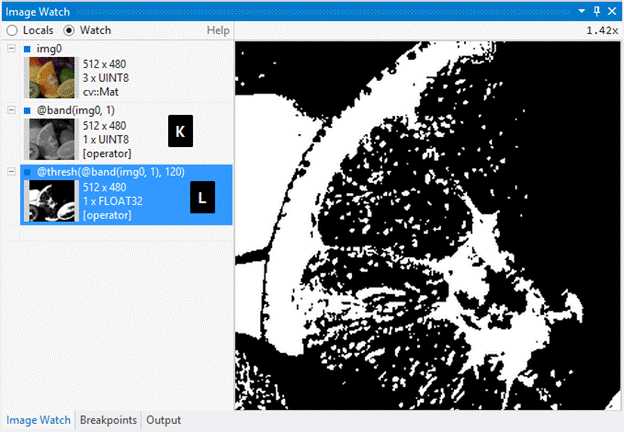 Image Watch
Locals Watch Help 1.42x
img0
512 x 480
3 x UINT8
cv::Mat
@band(img0, 1)
512 x 480
1 x UINT8
[operator]
K
@thresh(@band(img0, 1), 120)
512 x 480
1 x FLOAT32
[operator]
L
Image Watch Breakpoints Output